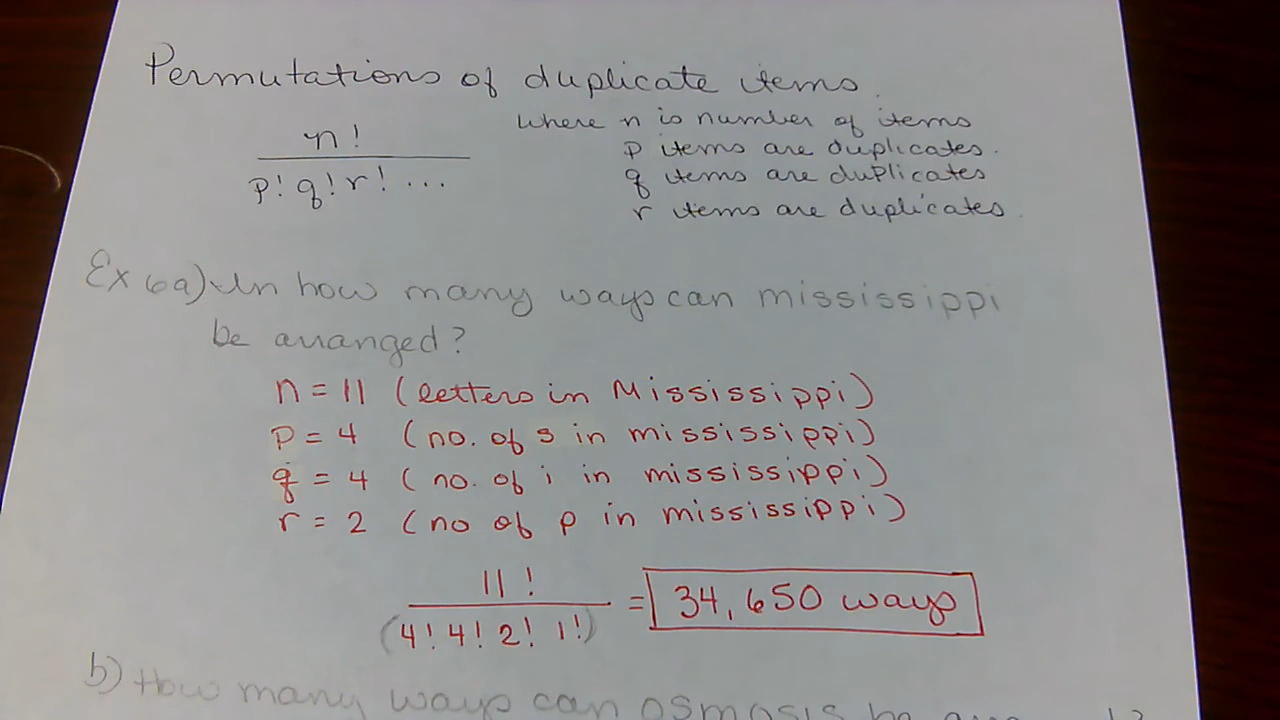 Permutations of duplicate items.
n!
p! q! r! ...
where n is number of items
p items are duplicates.
q items are duplicates
r items are duplicates.
Ex 6a) In how many ways can mississippi
be arranged?
n = 11 (letters in Mississippi)
p = 4 (no. of s in mississippi)
q = 4 (no. of i in mississippi)
r = 2 (no of p in mississippi)
11!
(4! 4! 2! 1!)
= 34,650 ways
b) How many ways can osmosis be